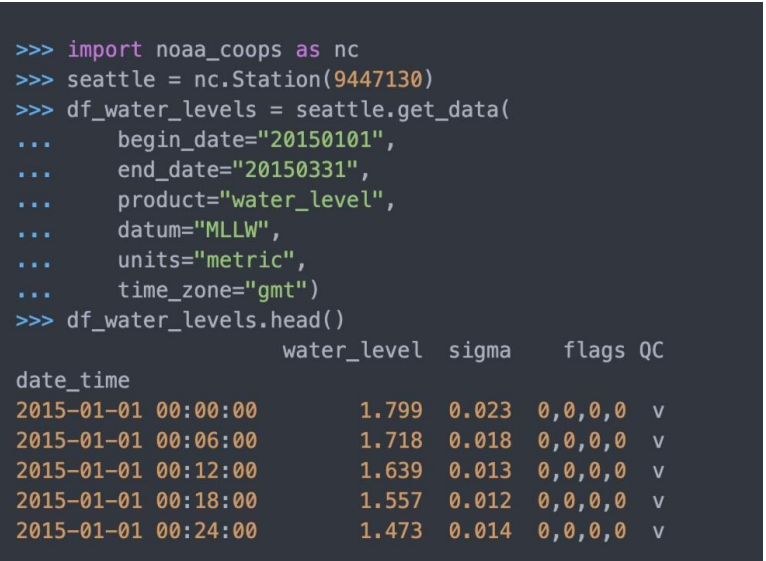 >>> import noaa_coops as nc
>>> seattle = nc.Station(9447130)
>>> df_water_levels = seattle.get_data(
...     begin_date="20150101",
...     end_date="20150331",
...     product="water_level",
...     datum="MLLW",
...     units="metric",
...     time_zone="gmt")
>>> df_water_levels.head()
                     water_level  sigma    flags QC
date_time
2015-01-01 00:00:00        1.799  0.023  0,0,0,0  v
2015-01-01 00:06:00        1.718  0.018  0,0,0,0  v
2015-01-01 00:12:00        1.639  0.013  0,0,0,0  v
2015-01-01 00:18:00        1.557  0.012  0,0,0,0  v
2015-01-01 00:24:00        1.473  0.014  0,0,0,0  v